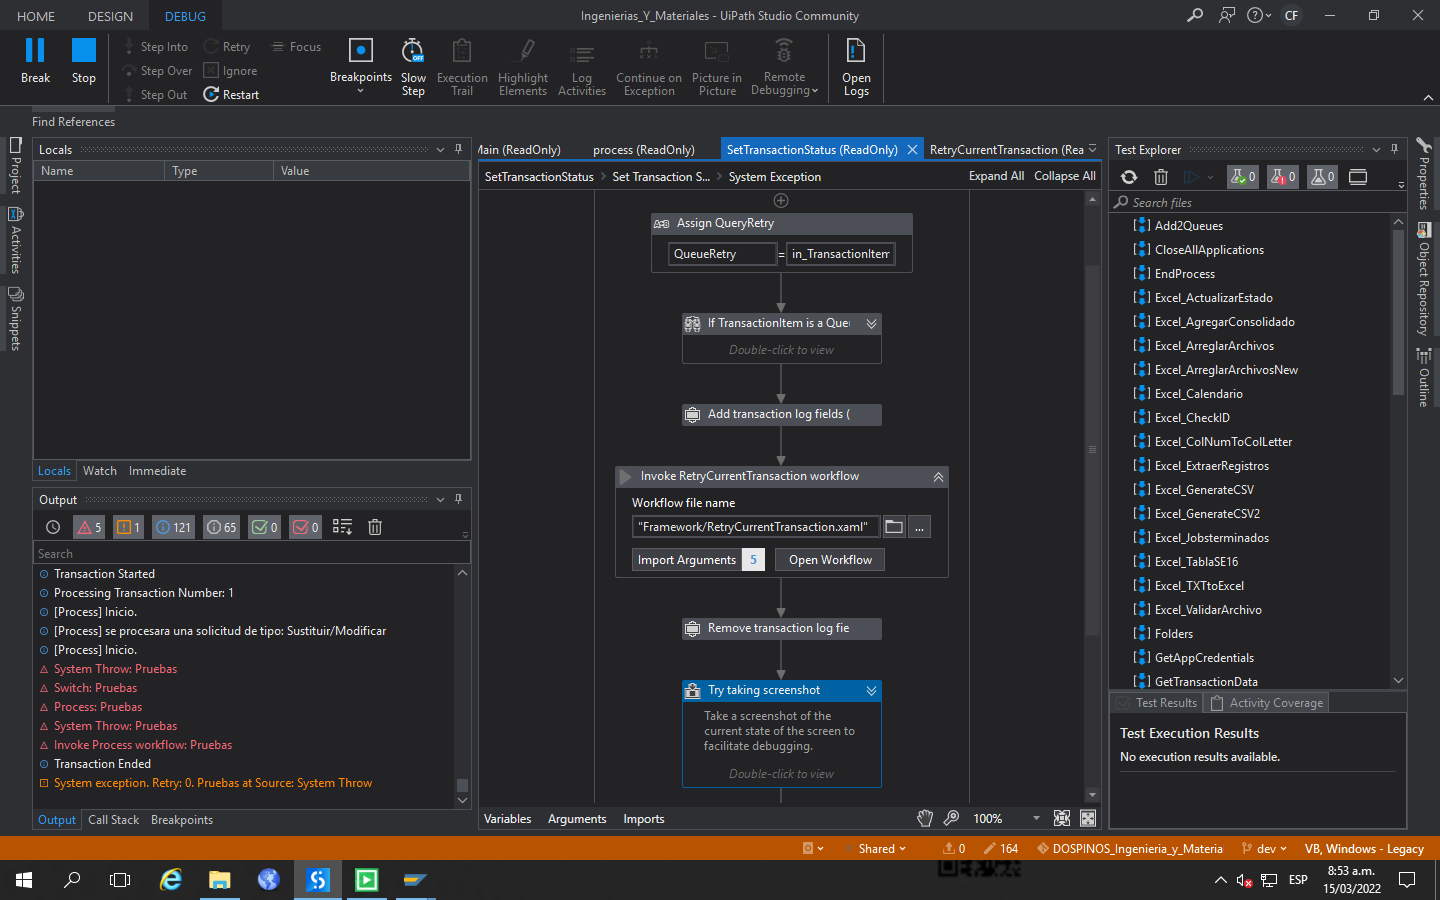 HOME
DESIGN
DEBUG
Ingenierias_Y_Materiales - UiPath Studio Community
CF
Break
Stop
Step Into
Step Over
Step Out
Retry
Ignore
Restart
Focus
Breakpoints
Slow Step
OFF
Execution Trail
Highlight Elements
Log Activities
Continue on Exception
Picture in Picture
Remote Debugging
Open Logs
Find References
Project
Activities
Snippets
Locals
Name
Type
Value
Locals
Watch
Immediate
Output
5
1
121
65
0
0
Search
Transaction Started
Processing Transaction Number: 1
[Process] Inicio.
[Process] se procesara una solicitud de tipo: Sustituir/Modificar
[Process] Inicio.
System Throw: Pruebas
Switch: Pruebas
Process: Pruebas
System Throw: Pruebas
Invoke Process workflow: Pruebas
Transaction Ended
System exception. Retry: 0. Pruebas at Source: System Throw
Output
Call Stack
Breakpoints
Main (ReadOnly)
process (ReadOnly)
SetTransactionStatus (ReadOnly)
RetryCurrentTransaction (Rea
SetTransactionStatus
Set Transaction S...
System Exception
Expand All
Collapse All
Assign QueryRetry
QueueRetry
=
in_TransactionItem
If TransactionItem is a Que
Double-click to view
Add transaction log fields (
Invoke RetryCurrentTransaction workflow
Workflow file name
"Framework/RetryCurrentTransaction.xaml"
...
Import Arguments 5
Open Workflow
Remove transaction log fie
Try taking screenshot
Take a screenshot of the
current state of the screen to
facilitate debugging.
Double-click to view
Variables
Arguments
Imports
100%
Test Explorer
0
0
0
Search files
Add2Queues
CloseAllApplications
EndProcess
Excel_ActualizarEstado
Excel_AgregarConsolidado
Excel_ArreglarArchivos
Excel_ArreglarArchivosNew
Excel_Calendario
Excel_CheckID
Excel_ColNumToColLetter
Excel_ExtraerRegistros
Excel_GenerateCSV
Excel_GenerateCSV2
Excel_Jobsterminados
Excel_TablaSE16
Excel_TXTtoExcel
Excel_ValidarArchivo
Folders
GetAppCredentials
GetTransactionData
Test Results
Activity Coverage
Test Execution Results
No execution results available.
Properties
Object Repository
Outline
Shared
0
164
DOSPINOS_Ingenieria_y_Materia
dev
VB, Windows - Legacy
ESP
8:53 a.m.
15/03/2022